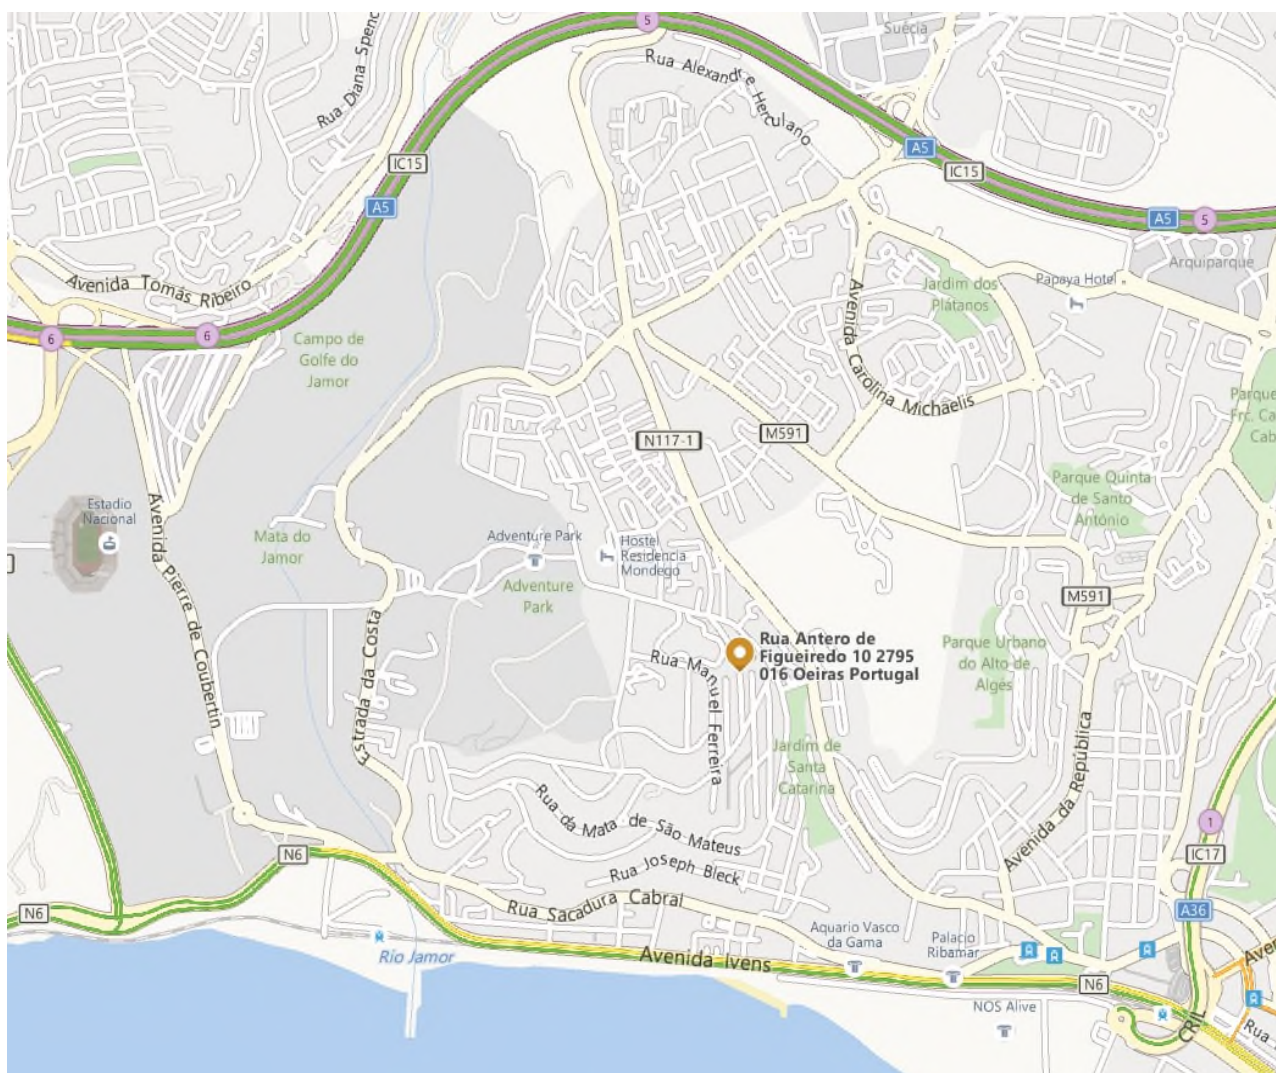 5
Suécia
Rua Alexandre Herculano
Rua Diana Spenc
A5
IC15
IC15
A5
A5
5
Arquiparque
Avenida Tomás Ribeiro
Papaya Hotel
Jardim dos
Plátanos
6
6
Campo de
Golfe do
Jamor
Avenida Carolina Michaelis
Parque
Frc. Ca
Cab
N117-1
M591
Parque Quinta
de Santo
António
Estadio
Nacional
Avenida Pierre de Coubertin
Mata do
Jamor
Adventure Park
Hostel
Residencia
Mondego
Adventure
Park
M591
Estrada da Costa
Rua Manuel Ferreira
Rua Antero de
Figueiredo 10 2795
016 Oeiras Portugal
Parque Urbano
do Alto de
Algés
Jardim de
Santa
Catarina
Avenida da República
Rua da Mata de São Mateus
1
N6
Rua Joseph Bleck
IC17
N6
Rua Sacadura Cabral
A36
Aquario Vasco
da Gama
Palacio
Ribamar
Rio Jamor
Avenida Ivens
Ave
N6
NOS Alive
CRIL
Rua